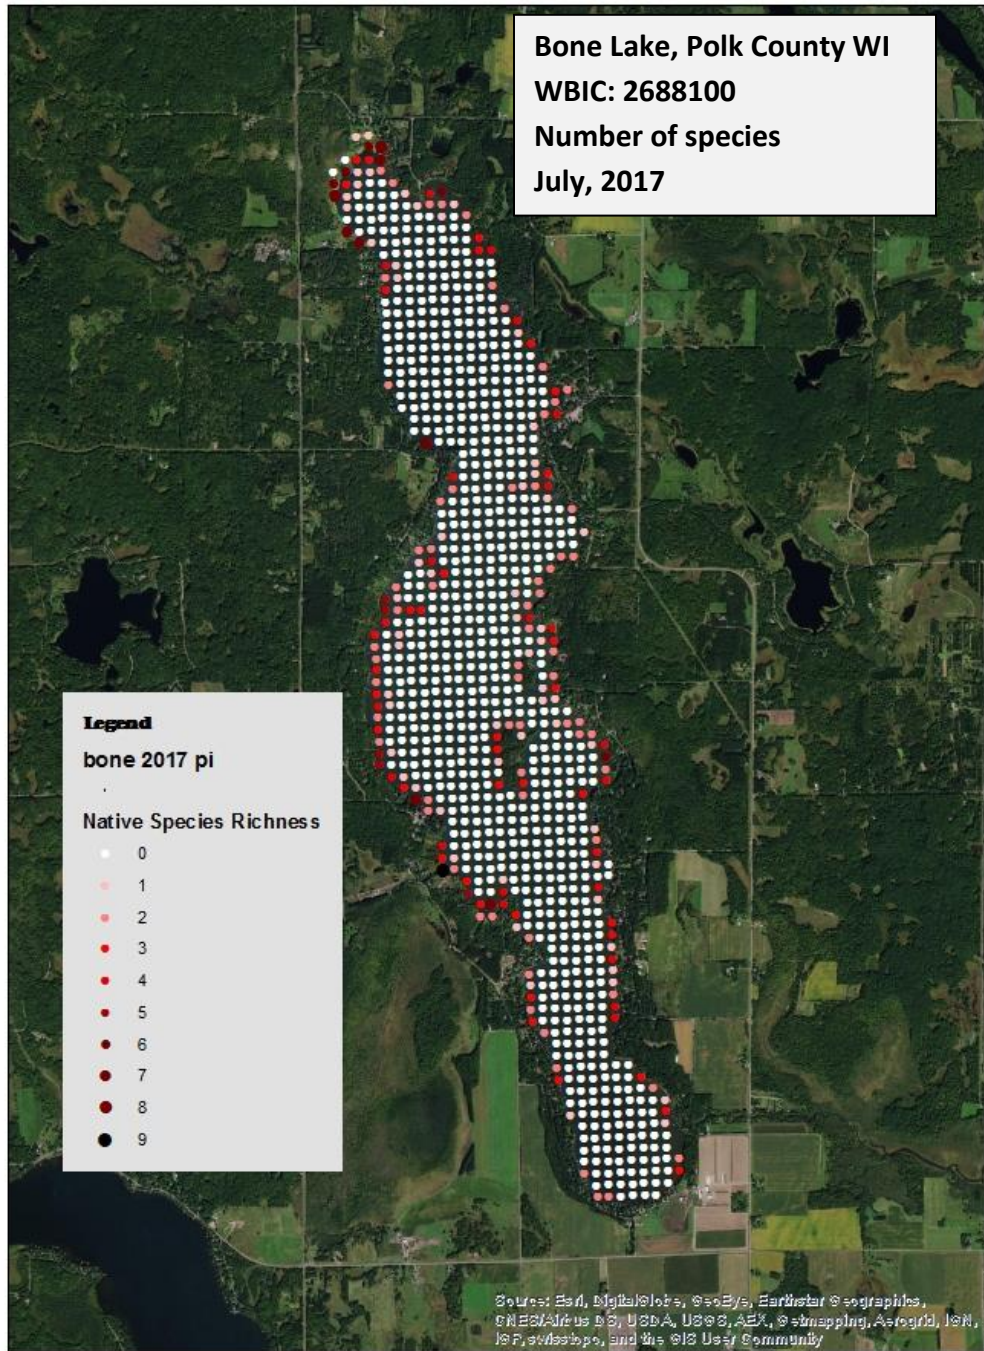 Bone Lake, Polk County WI
WBIC: 2688100
Number of species
July, 2017
Legend
bone 2017 pi
Native Species Richness
0
1
2
3
4
5
6
7
8
9
Source: Esri, DigitalGlobe, GeoEye, Earthstar Geographics,
CNES/Airbus DS, USDA, USGS, AEX, Getmapping, Aerogrid, IGN,
IGP, swisstopo, and the GIS User Community